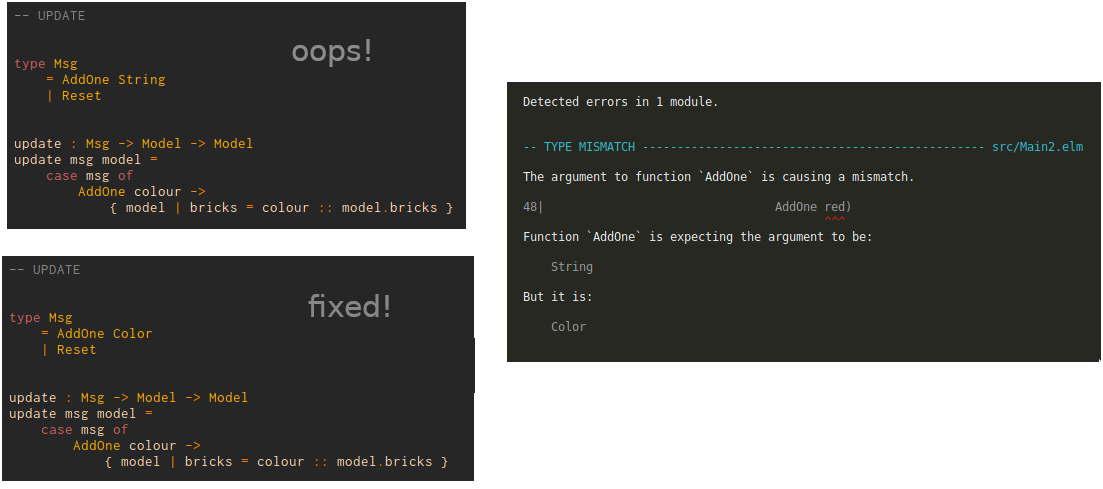 -- UPDATE
oops!
type Msg
    = AddOne String
    | Reset
update : Msg -> Model -> Model
update msg model =
    case msg of
        AddOne colour ->
            { model | bricks = colour :: model.bricks }
-- UPDATE
fixed!
type Msg
    = AddOne Color
    | Reset
update : Msg -> Model -> Model
update msg model =
    case msg of
        AddOne colour ->
            { model | bricks = colour :: model.bricks }
Detected errors in 1 module.
-- TYPE MISMATCH ------------------------------------------------- src/Main2.elm
The argument to function `AddOne` is causing a mismatch.
48|                                 AddOne red)
                                           ^^^
Function `AddOne` is expecting the argument to be:
    String
But it is:
    Color